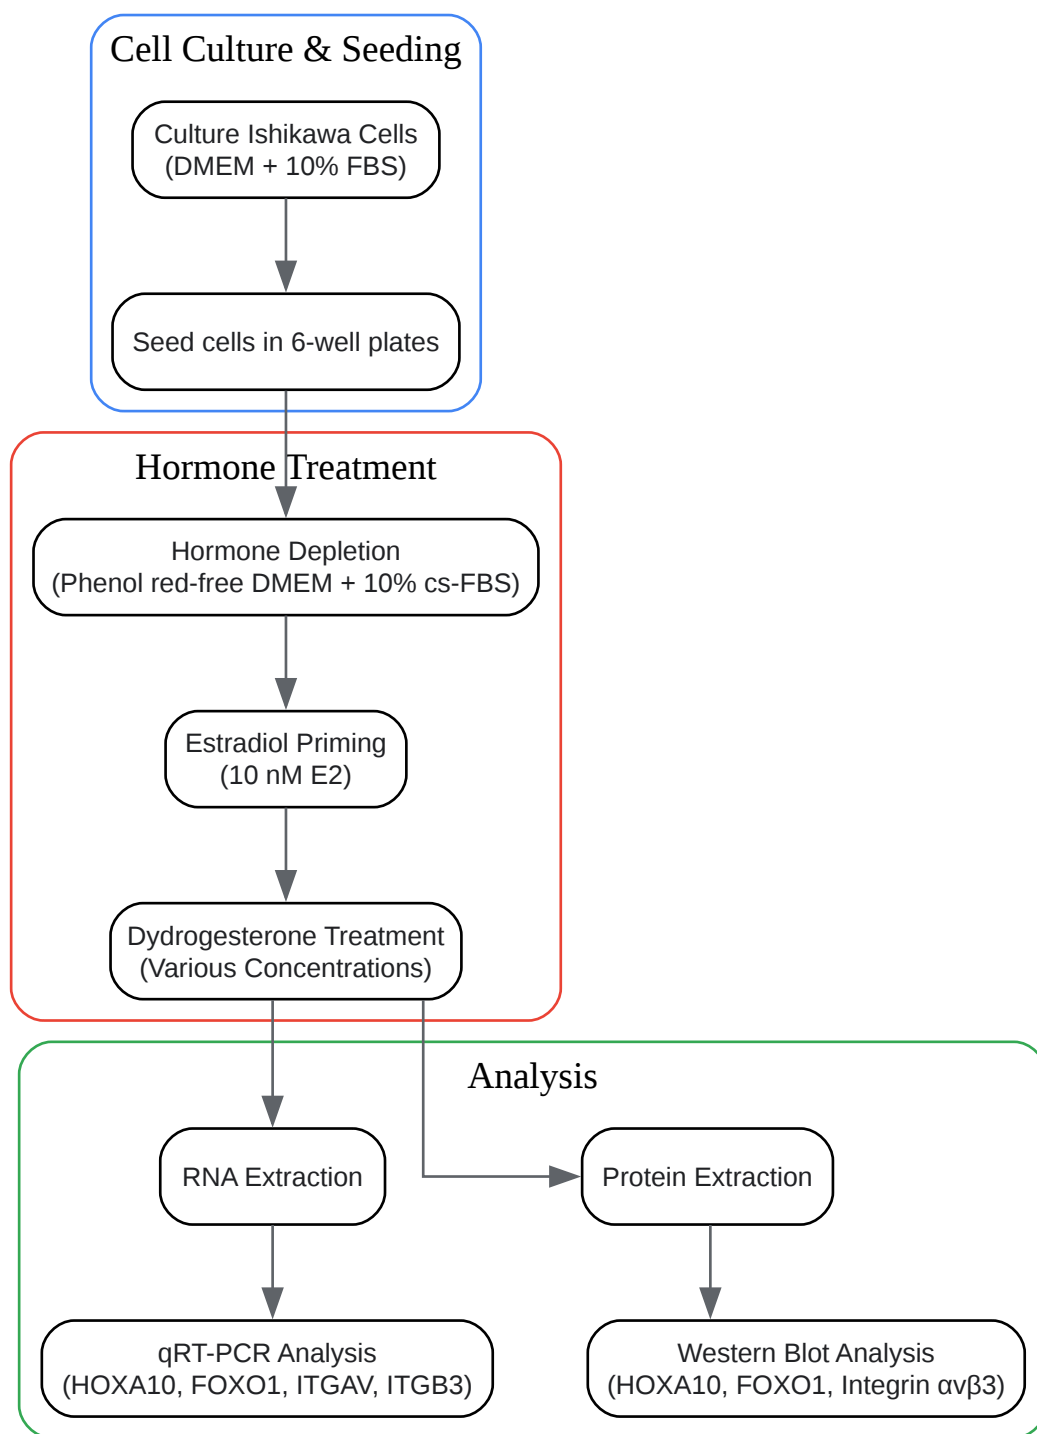 Cell Culture & Seeding
Culture Ishikawa Cells
(DMEM + 10% FBS)
Seed cells in 6-well plates
Hormone Treatment
Hormone Depletion
(Phenol red-free DMEM + 10% cs-FBS)
Estradiol Priming
(10 nM E2)
Dydrogesterone Treatment
(Various Concentrations)
Analysis
RNA Extraction
Protein Extraction
qRT-PCR Analysis
(HOXA10, FOXO1, ITGAV, ITGB3)
Western Blot Analysis
(HOXA10, FOXO1, Integrin αvβ3)